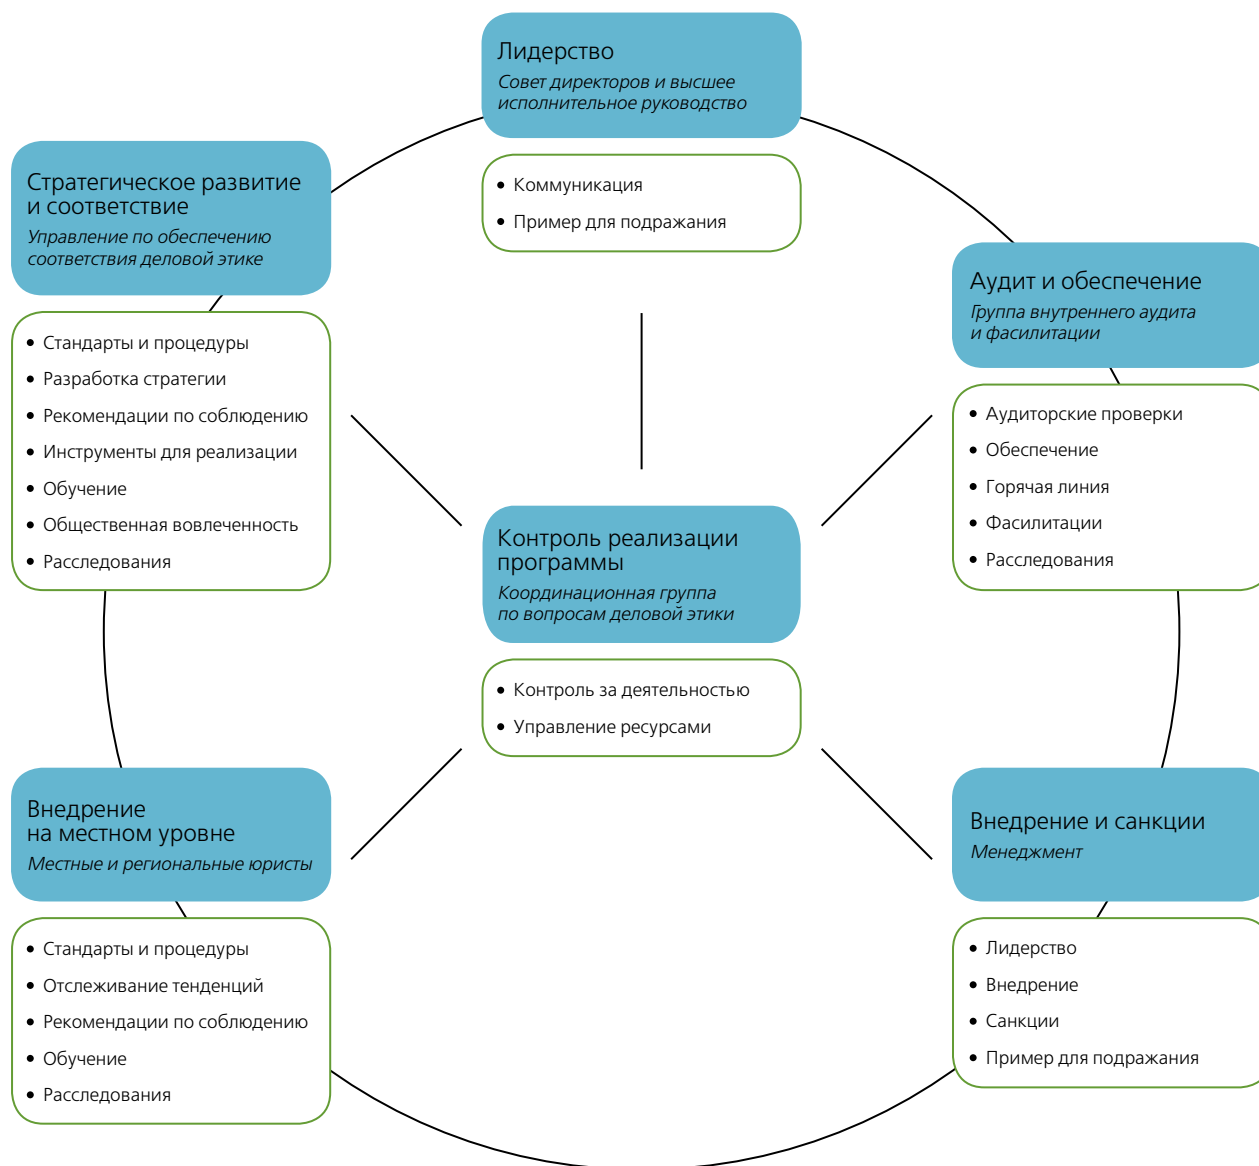 Лидерство
Совет директоров и высшее
исполнительное руководство
• Коммуникация
• Пример для подражания
Стратегическое развитие
и соответствие
Управление по обеспечению
соответствия деловой этике
• Стандарты и процедуры
• Разработка стратегии
• Рекомендации по соблюдению
• Инструменты для реализации
• Обучение
• Общественная вовлеченность
• Расследования
Аудит и обеспечение
Группа внутреннего аудита
и фасилитации
• Аудиторские проверки
• Обеспечение
• Горячая линия
• Фасилитации
• Расследования
Контроль реализации
программы
Координационная группа
по вопросам деловой этики
• Контроль за деятельностью
• Управление ресурсами
Внедрение
на местном уровне
Местные и региональные юристы
• Стандарты и процедуры
• Отслеживание тенденций
• Рекомендации по соблюдению
• Обучение
• Расследования
Внедрение и санкции
Менеджмент
• Лидерство
• Внедрение
• Санкции
• Пример для подражания